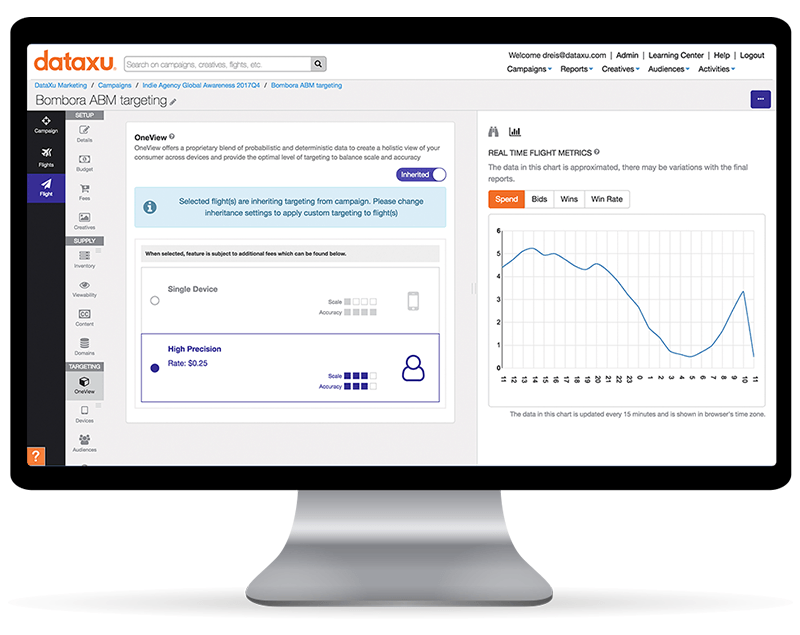 dataxu.
Search on campaigns, creatives, flights, etc.
Welcome dreis@dataxu.com | Admin | Learning Center | Help | Logout
Campaigns Reports Creatives Audiences Activities
DataXu Marketing / Campaigns / Indie Agency Global Awareness 2017Q4 / Bombora ABM targeting
Bombora ABM targeting
...
Campaign
Flights
Flight
?
SETUP
Details
Budget
Fees
Creatives
SUPPLY
Inventory
Viewability
CC
Content
Domains
TARGETING
OneView
Devices
Audiences
OneView ?
OneView offers a proprietary blend of probabilistic and deterministic data to create a holistic view of your
consumer across devices and provide the optimal level of targeting to balance scale and accuracy
Inherited
i
Selected flight(s) are inheriting targeting from campaign. Please change
inheritance settings to apply custom targeting to flight(s)
When selected, feature is subject to additional fees which can be found below.
Single Device
Scale
Accuracy
High Precision
Rate: $0.25
Scale
Accuracy
REAL TIME FLIGHT METRICS ?
The data in this chart is approximated, there may be variations with the final
reports.
Spend Bids Wins Win Rate
6
5
4
3
2
1
0
11 12 13 14 15 16 17 18 19 20 21 22 23 0 1 2 3 4 5 6 7 8 9 10 11
The data in this chart is updated every 15 minutes and is shown in browser's time zone.